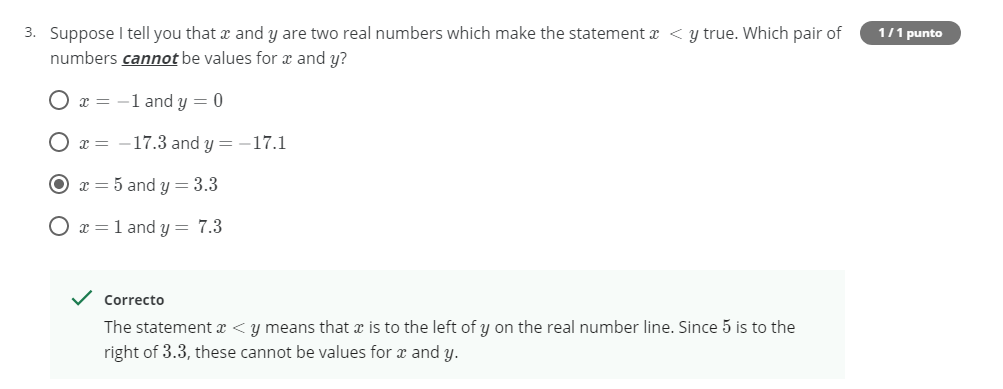 3. Suppose I tell you that x and y are two real numbers which make the statement x < y true. Which pair of
1 / 1 punto
numbers cannot be values for x and y?
x = −1 and y = 0
x = −17.3 and y = −17.1
x = 5 and y = 3.3
x = 1 and y = 7.3
Correcto
The statement x < y means that x is to the left of y on the real number line. Since 5 is to the
right of 3.3, these cannot be values for x and y.